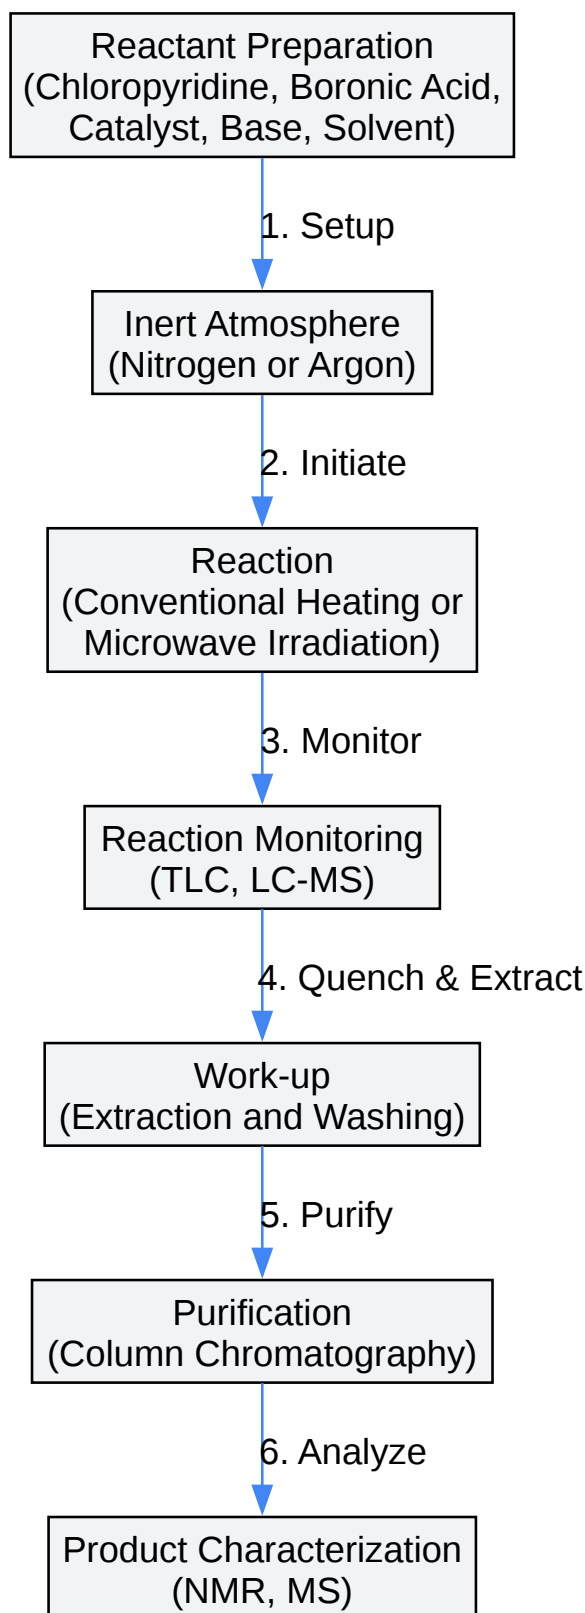 Reactant Preparation
(Chloropyridine, Boronic Acid,
Catalyst, Base, Solvent)
1. Setup
Inert Atmosphere
(Nitrogen or Argon)
2. Initiate
Reaction
(Conventional Heating or
Microwave Irradiation)
3. Monitor
Reaction Monitoring
(TLC, LC-MS)
4. Quench & Extract
Work-up
(Extraction and Washing)
5. Purify
Purification
(Column Chromatography)
6. Analyze
Product Characterization
(NMR, MS)